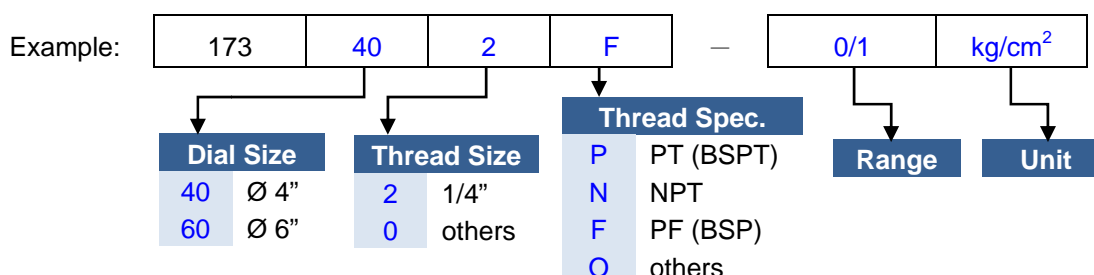 Example: 173 40 2 F — 0/1 kg/cm²
Thread Spec.
Dial Size Thread Size P PT (BSPT) Range Unit
40 Ø 4” 2 1/4” N NPT
60 Ø 6” 0 others F PF (BSP)
O others